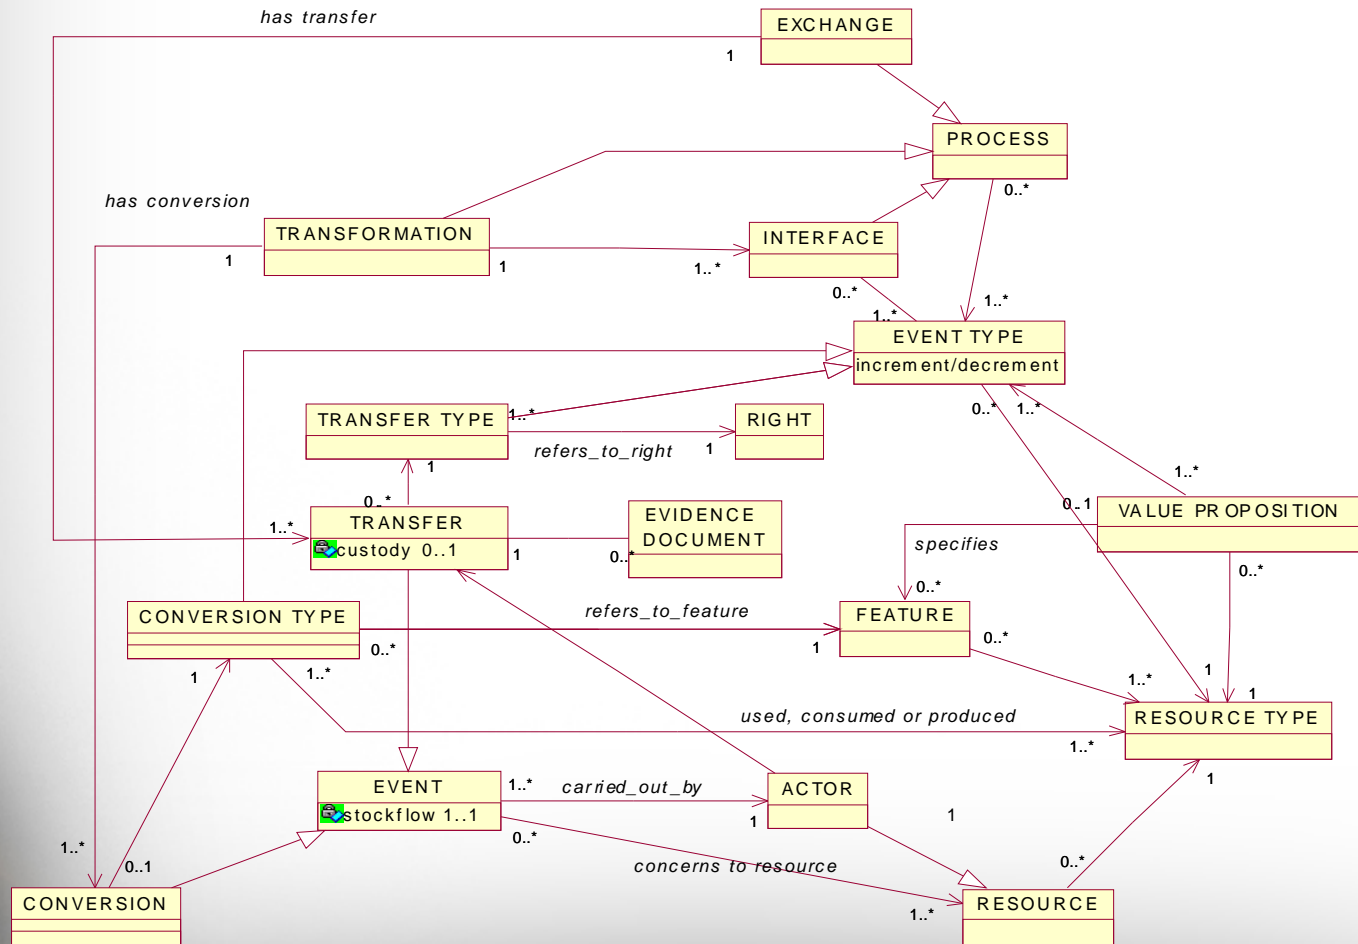 has transfer
EXCHANGE
1
PROCESS
0..*
has conversion
TRANSFORMATION
INTERFACE
1
1
1..*
0..*
1..*
1..*
EVENT TYPE
increment/decrement
TRANSFER TYPE
1..*
RIGHT
0..*
1..*
refers_to_right
1
1
1..*
0..*
0..1
VALUE PROPOSITION
1..*
TRANSFER
custody 0..1
1
EVIDENCE
DOCUMENT
0..*
specifies
0..*
0..*
CONVERSION TYPE
refers_to_feature
FEATURE
0..*
1
0..*
1
1..*
1..*
1
1
used, consumed or produced
RESOURCE TYPE
1..*
EVENT
stockflow 1..1
1..*
carried_out_by
ACTOR
1
1
1
0..*
1..*
0..1
concerns to resource
0..*
CONVERSION
1..*
RESOURCE